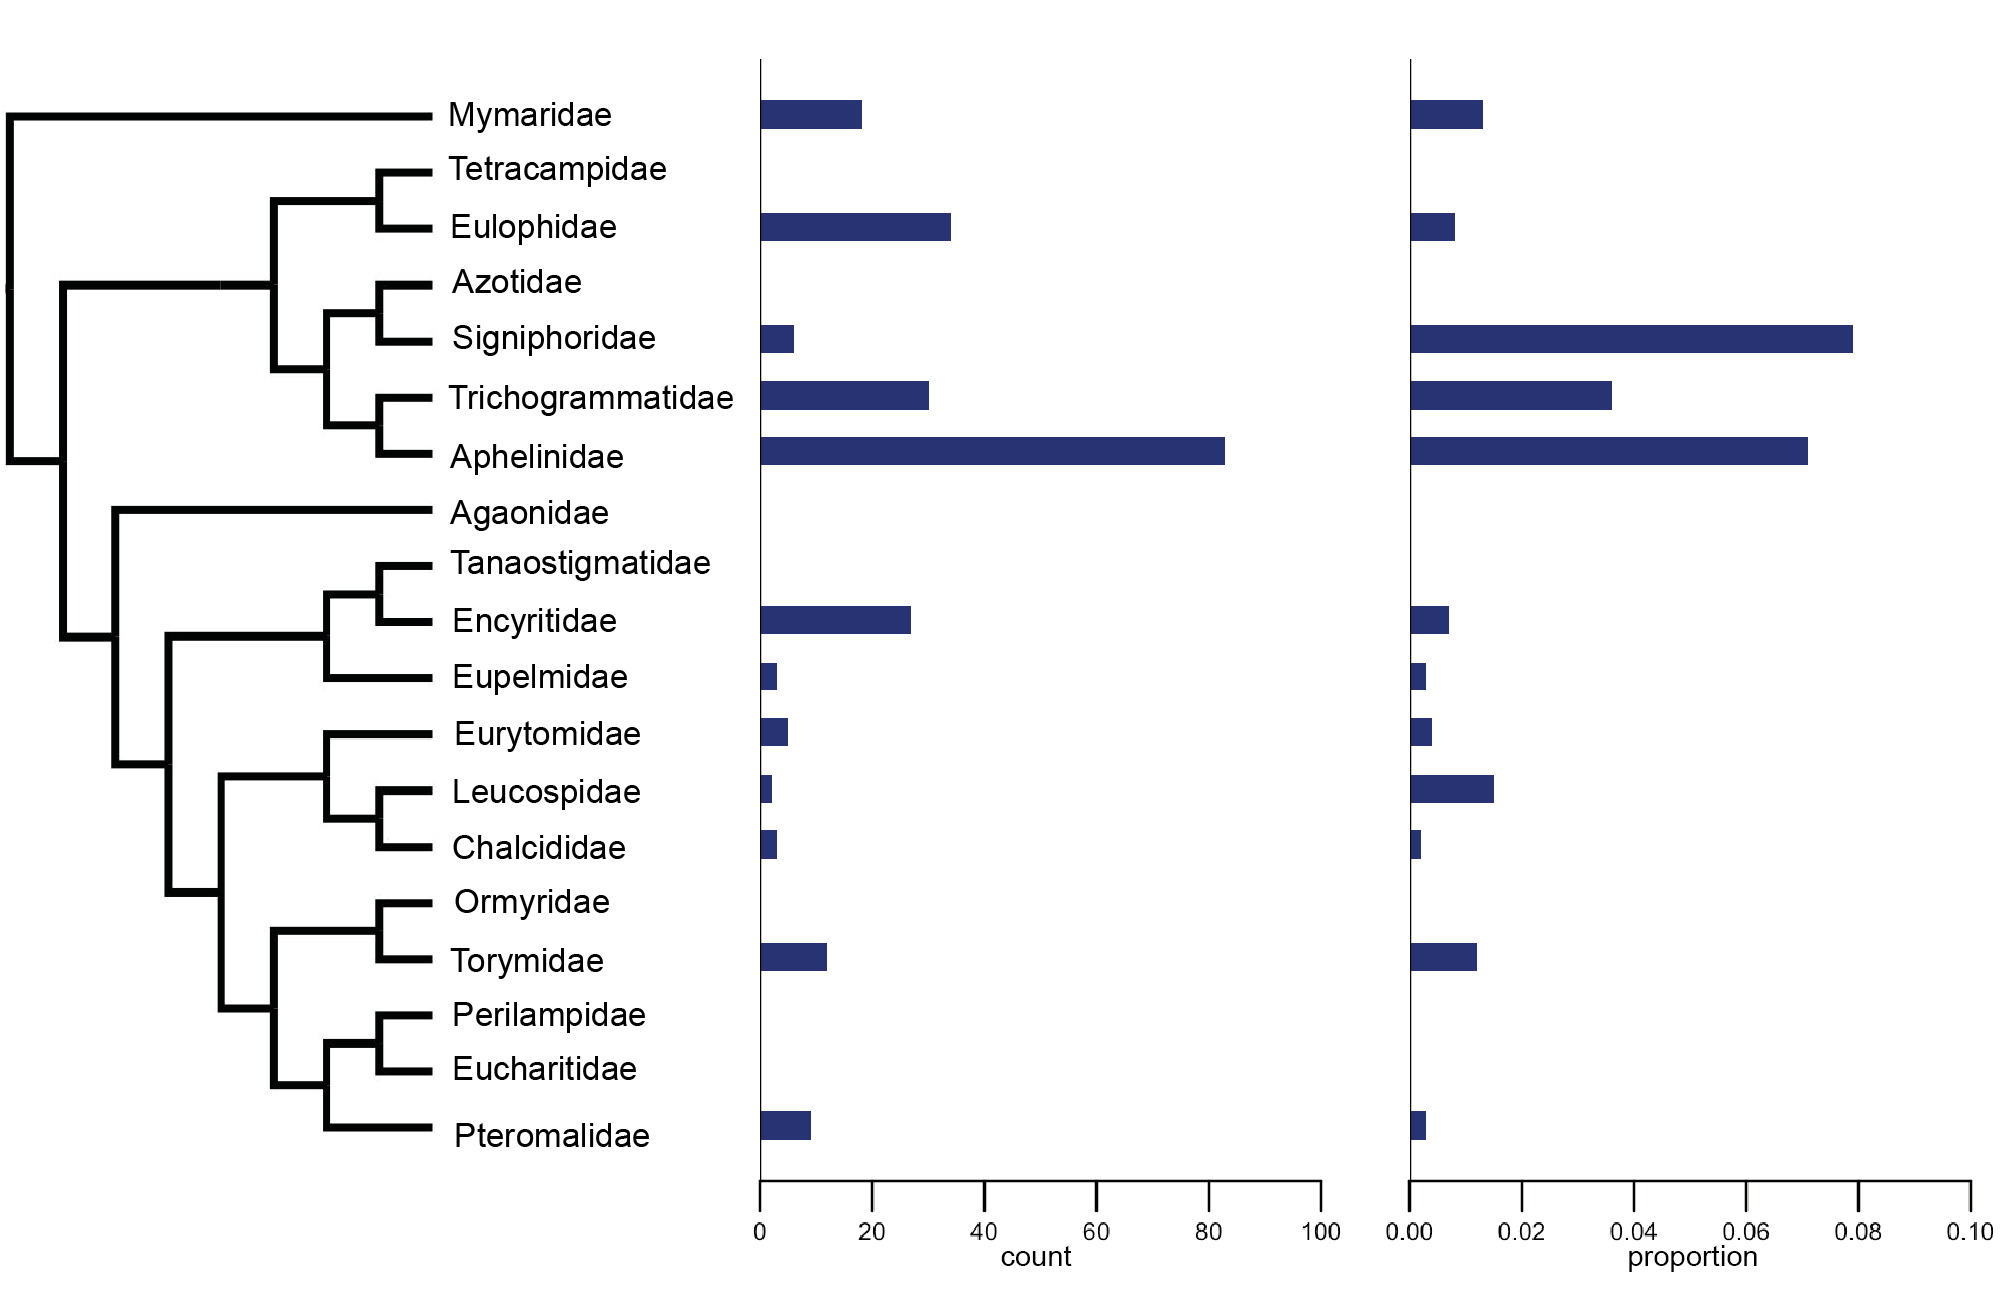 Mymaridae
Tetracampidae
Eulophidae
Azotidae
Signiphoridae
Trichogrammatidae
Aphelinidae
Agaonidae
Tanaostigmatidae
Encyritidae
Eupelmidae
Eurytomidae
Leucospidae
Chalcididae
Ormyridae
Torymidae
Perilampidae
Eucharitidae
Pteromalidae
0 20 40 60 80 100
count
0.00 0.02 0.04 0.06 0.08 0.10
proportion